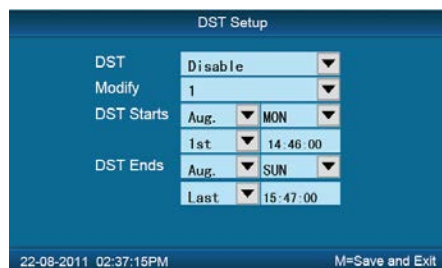 DST Setup
DST Disable
Modify 1
DST Starts Aug. MON
1st 14:46:00
DST Ends Aug. SUN
Last 15:47:00
22-08-2011 02:37:15PM M=Save and Exit